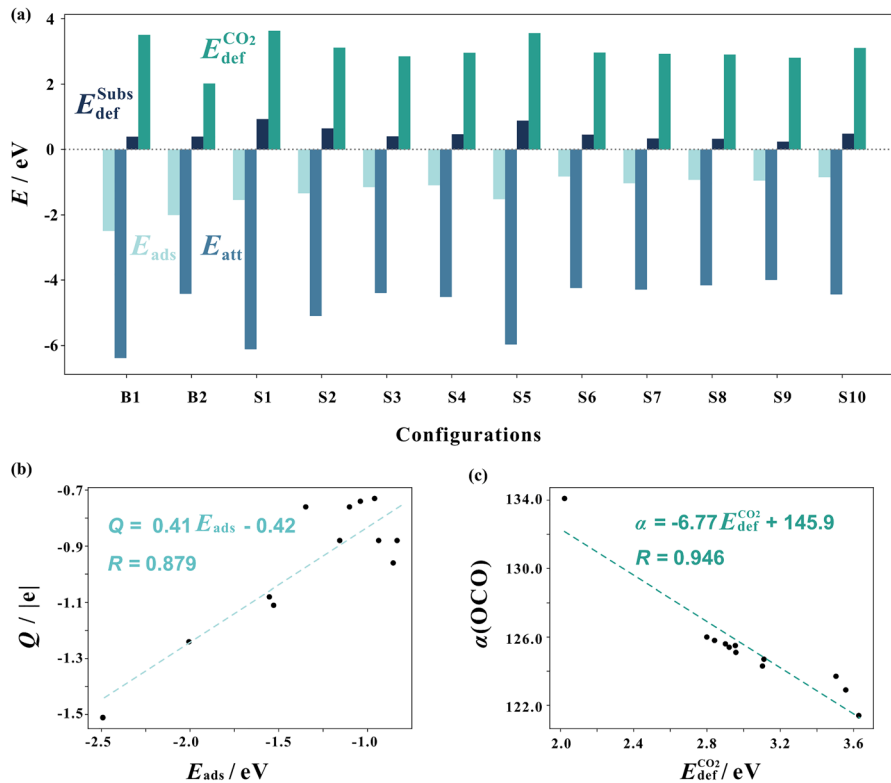 (a)
4
2
0
-2
-4
-6
E / eV
E_def^CO2
E_def^Subs
E_ads
E_att
B1 B2 S1 S2 S3 S4 S5 S6 S7 S8 S9 S10
Configurations
(b)
-0.7
-0.9
-1.1
-1.3
-1.5
Q / |e|
Q = 0.41 E_ads - 0.42
R = 0.879
-2.5 -2.0 -1.5 -1.0
E_ads / eV
(c)
134.0
130.0
126.0
122.0
α(OCO)
α = -6.77 E_def^CO2 + 145.9
R = 0.946
2.0 2.4 2.8 3.2 3.6
E_def^CO2 / eV